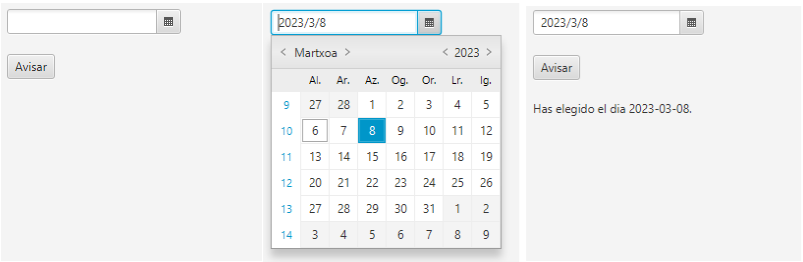 Avisar
2023/3/8
< Martxoa > < 2023 >
Al. Ar. Az. Og. Or. Lr. Ig.
9 27 28 1 2 3 4 5
10 6 7 8 9 10 11 12
11 13 14 15 16 17 18 19
12 20 21 22 23 24 25 26
13 27 28 29 30 31 1 2
14 3 4 5 6 7 8 9
2023/3/8
Avisar
Has elegido el dia 2023-03-08.